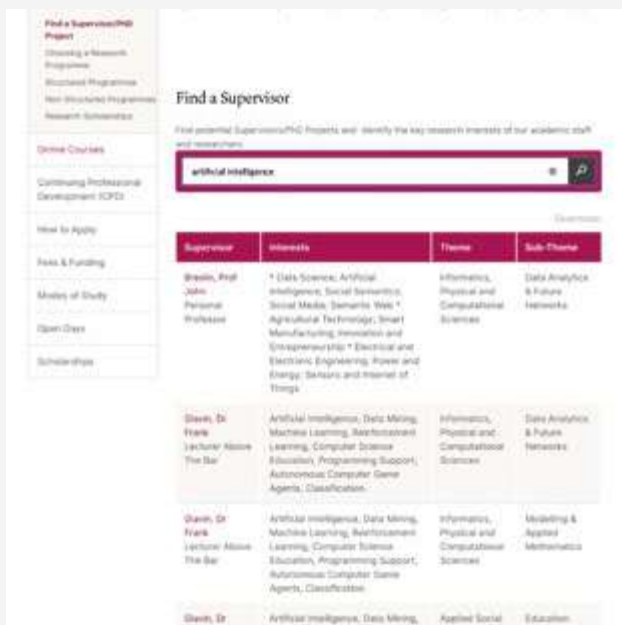 Find a Supervisor/PhD
Project
Choosing a Research
Programme
Structured Programmes
Non-Structured Programmes
Research Scholarships
Online Courses
Continuing Professional
Development (CPD)
How to Apply
Fees & Funding
Modes of Study
Open Days
Scholarships
Find a Supervisor
Find potential Supervisors/PhD Projects and identify the key research interests of our academic staff
and researchers
artificial intelligence
Supervisor Interests Theme Sub-Theme
Breslin, Prof
John
Personal
Professor
* Data Science; Artificial
Intelligence; Social Semantics;
Social Media; Semantic Web *
Agricultural Technology; Smart
Manufacturing; Innovation and
Entrepreneurship * Electrical and
Electronic Engineering; Power and
Energy; Sensors and Internet of
Things
Informatics,
Physical and
Computational
Sciences
Data Analytics
& Future
Networks
Glavin, Dr
Frank
Lecturer Above
The Bar
Artificial Intelligence, Data Mining,
Machine Learning, Reinforcement
Learning, Computer Science
Education, Programming Support,
Autonomous Computer Game
Agents, Classification.
Informatics,
Physical and
Computational
Sciences
Data Analytics
& Future
Networks
Glavin, Dr
Frank
Lecturer Above
The Bar
Artificial Intelligence, Data Mining,
Machine Learning, Reinforcement
Learning, Computer Science
Education, Programming Support,
Autonomous Computer Game
Agents, Classification.
Informatics,
Physical and
Computational
Sciences
Modelling &
Applied
Mathematics
Glavin, Dr
Artificial Intelligence, Data Mining,
Applied Social
Education